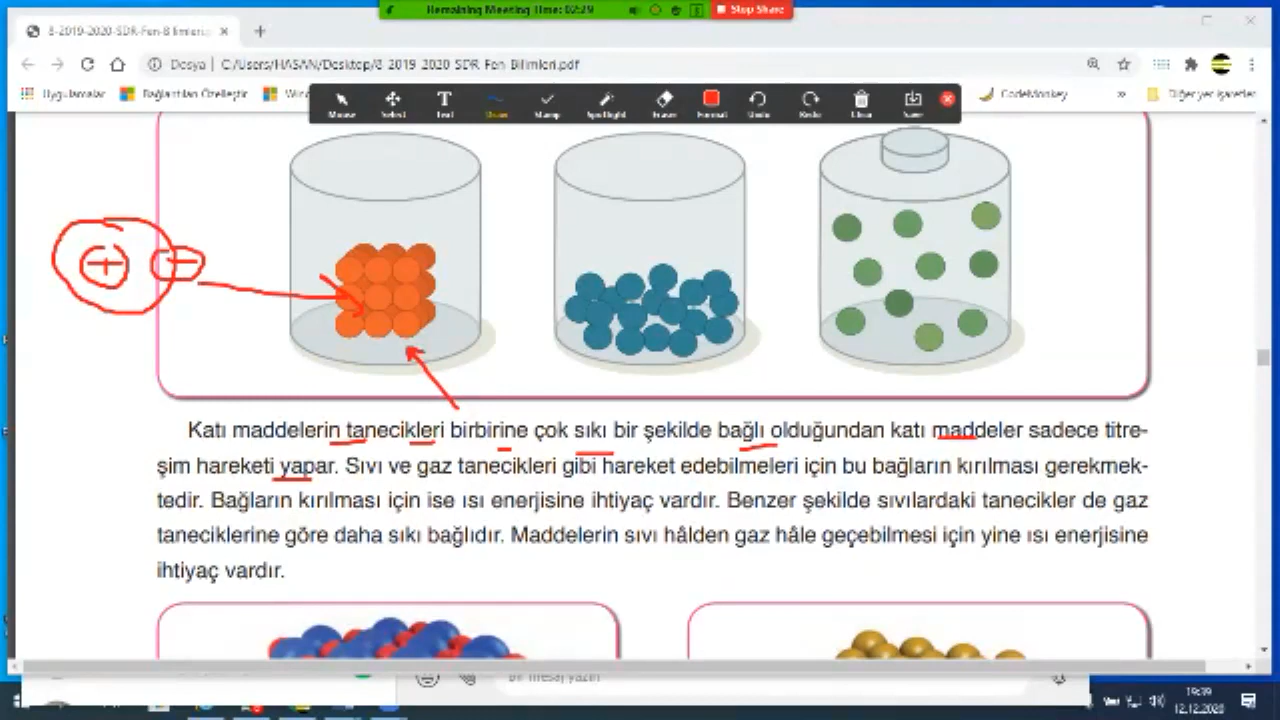 Remaining Meeting Time: 02:29
Stop Share
8-2019-2020-SDR-Fen-Bilimleri.p
Dosya | C:/Users/HASAN/Desktop/8-2019-2020-SDR-Fen-Bilimleri.pdf
Uygulamalar Bağlantıları Özelleştir
CodeMonkey » Diğer yer işaretleri
Mouse Select Text Draw Stamp Spotlight Eraser Format Undo Redo Clear Save
+ −
Katı maddelerin tanecikleri birbirine çok sıkı bir şekilde bağlı olduğundan katı maddeler sadece titre-
şim hareketi yapar. Sıvı ve gaz tanecikleri gibi hareket edebilmeleri için bu bağların kırılması gerekmek-
tedir. Bağların kırılması için ise ısı enerjisine ihtiyaç vardır. Benzer şekilde sıvılardaki tanecikler de gaz
taneciklerine göre daha sıkı bağlıdır. Maddelerin sıvı hâlden gaz hâle geçebilmesi için yine ısı enerjisine
ihtiyaç vardır.
Bir mesaj yazın
19:39
12.12.2020